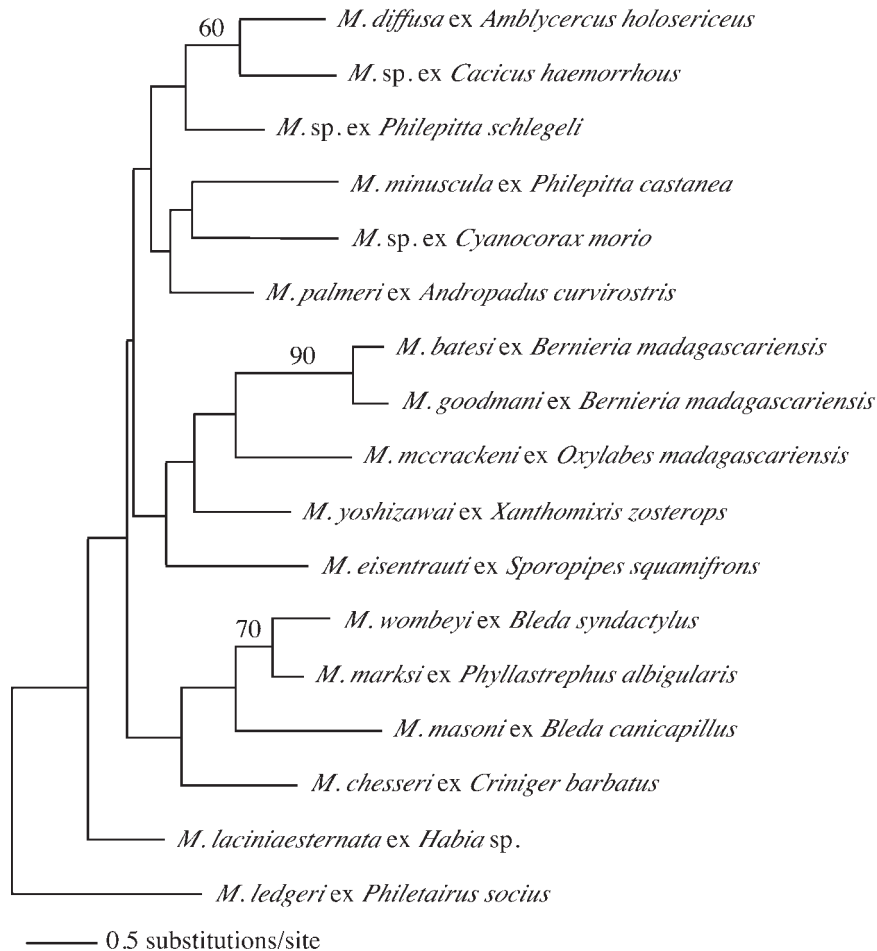 60
M. diffusa ex Amblycercus holosericeus
M. sp. ex Cacicus haemorrhous
M. sp. ex Philepitta schlegeli
M. minuscula ex Philepitta castanea
M. sp. ex Cyanocorax morio
M. palmeri ex Andropadus curvirostris
90
M. batesi ex Bernieria madagascariensis
M. goodmani ex Bernieria madagascariensis
M. mccrackeni ex Oxylabes madagascariensis
M. yoshizawai ex Xanthomixis zosterops
M. eisentrauti ex Sporopipes squamifrons
70
M. wombeyi ex Bleda syndactylus
M. marksi ex Phyllastrephus albigularis
M. masoni ex Bleda canicapillus
M. chesseri ex Criniger barbatus
M. laciniaesternata ex Habia sp.
M. ledgeri ex Philetairus socius
0.5 substitutions/site